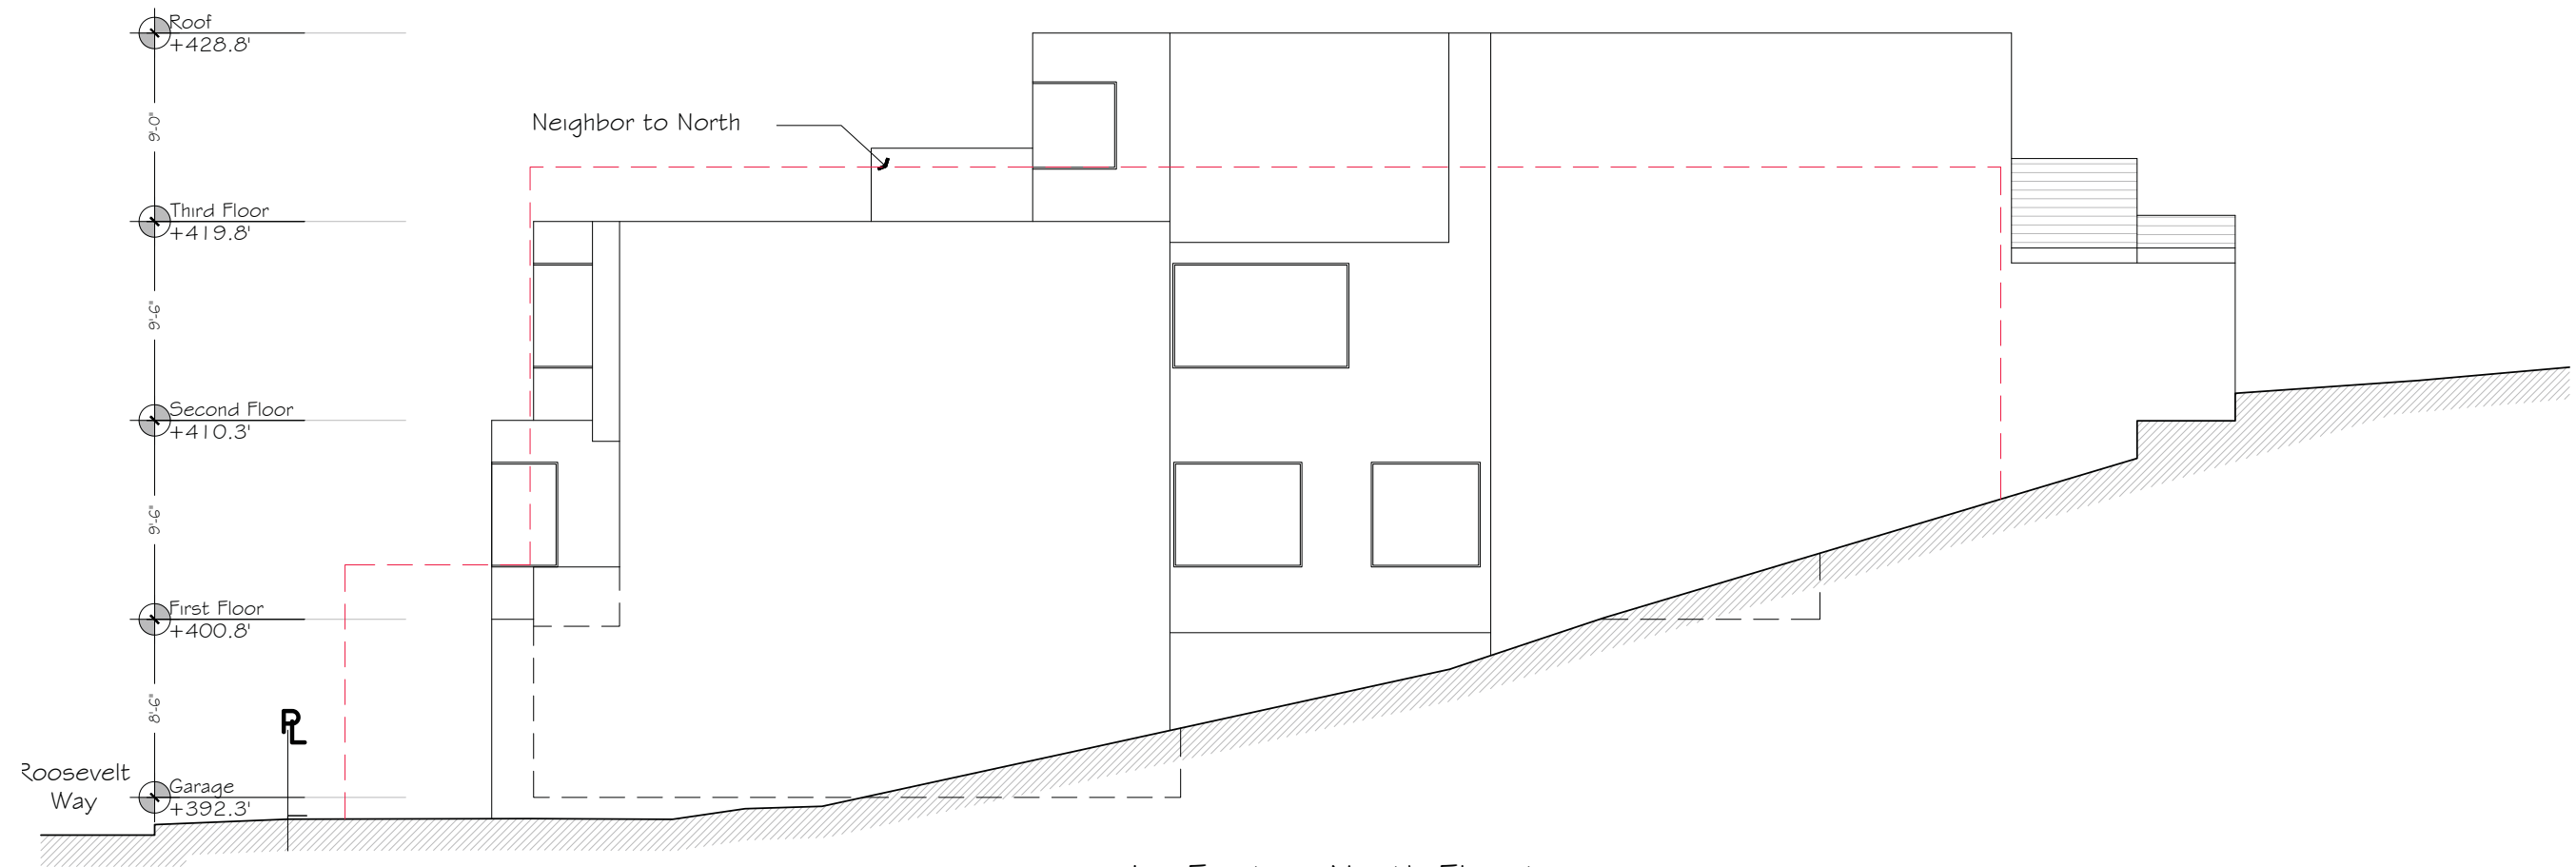 Roof
+428.8'
9'-0"
Neighbor to North
Third Floor
+419.8'
9'-6"
Second Floor
+410.3'
9'-6"
First Floor
+400.8'
8'-6"
PL
Roosevelt
Way
Garage
+392.3'